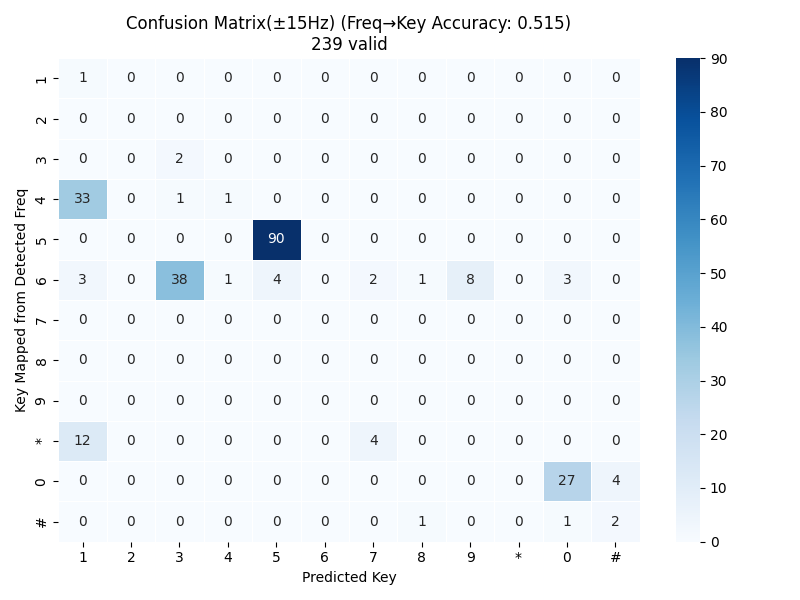 Confusion Matrix(±15Hz) (Freq→Key Accuracy: 0.515)
239 valid
1 1 0 0 0 0 0 0 0 0 0 0 0
2 0 0 0 0 0 0 0 0 0 0 0 0
3 0 0 2 0 0 0 0 0 0 0 0 0
4 33 0 1 1 0 0 0 0 0 0 0 0
5 0 0 0 0 90 0 0 0 0 0 0 0
6 3 0 38 1 4 0 2 1 8 0 3 0
7 0 0 0 0 0 0 0 0 0 0 0 0
8 0 0 0 0 0 0 0 0 0 0 0 0
9 0 0 0 0 0 0 0 0 0 0 0 0
* 12 0 0 0 0 0 4 0 0 0 0 0
0 0 0 0 0 0 0 0 0 0 0 27 4
# 0 0 0 0 0 0 0 1 0 0 1 2
1 2 3 4 5 6 7 8 9 * 0 #
Predicted Key
Key Mapped from Detected Freq
90
80
70
60
50
40
30
20
10
0